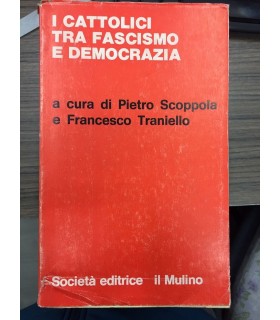 I CATTOLICI
TRA FASCISMO
E DEMOCRAZIA
a cura di Pietro Scoppola
e Francesco Traniello
Società editrice il Mulino